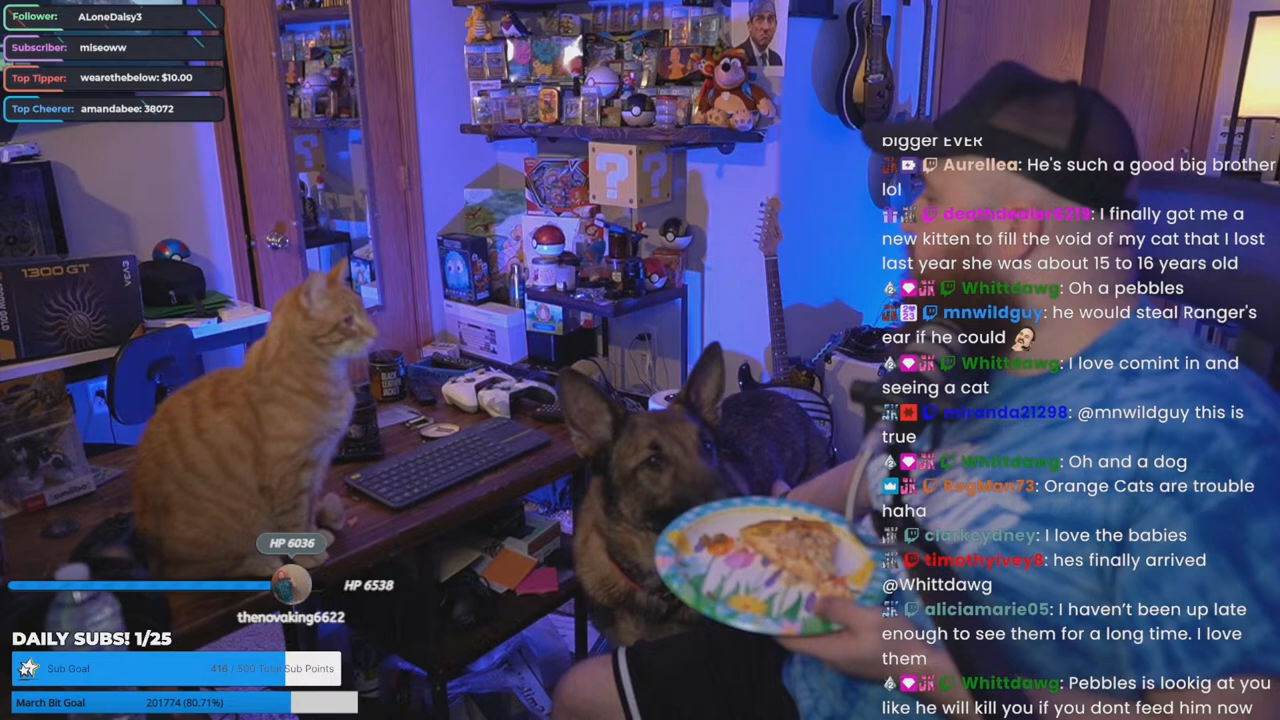 Follower: ALoneDaisy3
Subscriber: mlseoww
Top Tipper: wearethebelow: $10.00
Top Cheerer: amandabee: 38072
1300 GT
EVGA
BLACK LEATHER JACKET
amiibo
?
?
HP 6036
HP 6538
thenovaking6622
DAILY SUBS! 1/25
Sub Goal 416 / 500 Total Sub Points
March Bit Goal 201774 (80.71%)
bigger EVER
Aurellea: He's such a good big brother
lol
deathdealer6219: I finally got me a
new kitten to fill the void of my cat that I lost
last year she was about 15 to 16 years old
Whittdawg: Oh a pebbles
mnwildguy: he would steal Ranger's
ear if he could
Whittdawg: I love comint in and
seeing a cat
miranda21298: @mnwildguy this is
true
Whittdawg: Oh and a dog
RogMan73: Orange Cats are trouble
haha
clarkeydney: I love the babies
timothyivey8: hes finally arrived
@Whittdawg
aliciamarie05: I haven't been up late
enough to see them for a long time. I love
them
Whittdawg: Pebbles is lookig at you
like he will kill you if you dont feed him now